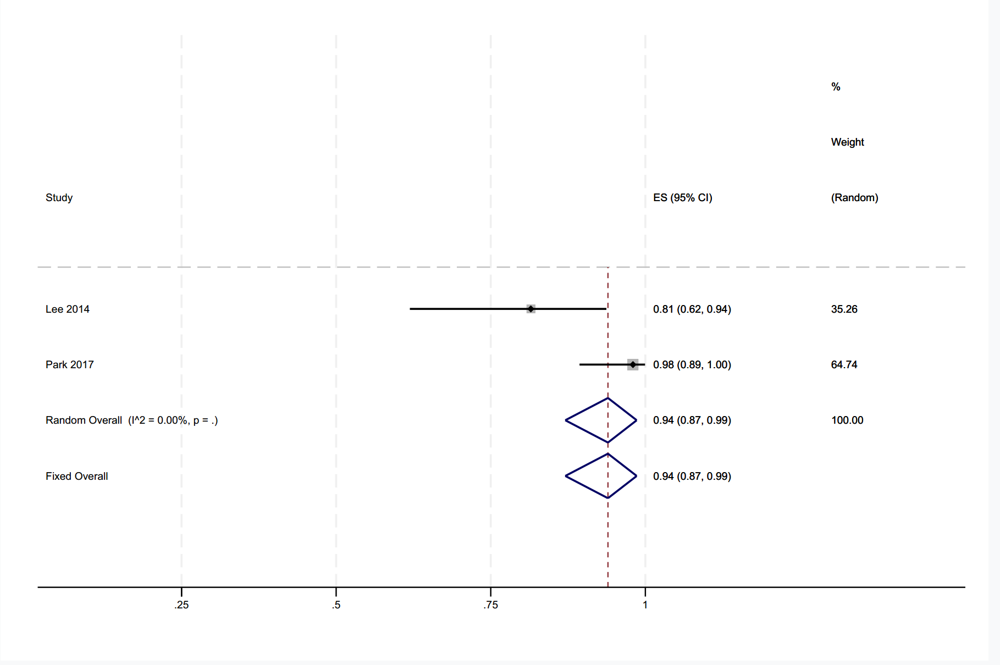 %
Weight
Study ES (95% CI) (Random)
Lee 2014 0.81 (0.62, 0.94) 35.26
Park 2017 0.98 (0.89, 1.00) 64.74
Random Overall (I^2 = 0.00%, p = .) 0.94 (0.87, 0.99) 100.00
Fixed Overall 0.94 (0.87, 0.99)
.25 .5 .75 1